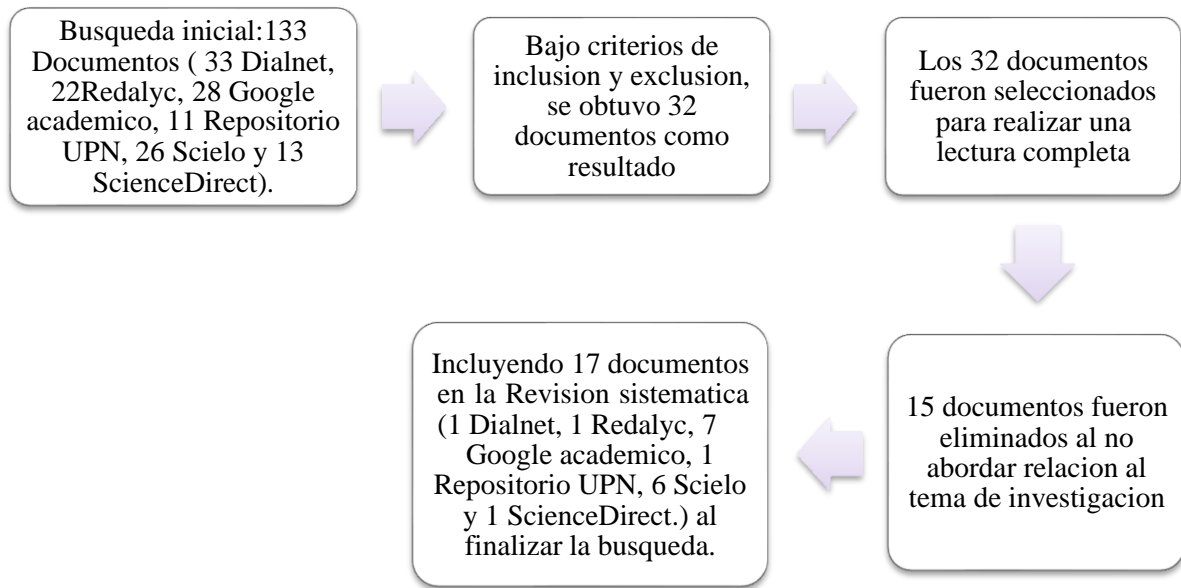 Busqueda inicial:133
Documentos ( 33 Dialnet,
22Redalyc, 28 Google
academico, 11 Repositorio
UPN, 26 Scielo y 13
ScienceDirect).
Bajo criterios de
inclusion y exclusion,
se obtuvo 32
documentos como
resultado
Los 32 documentos
fueron seleccionados
para realizar una
lectura completa
15 documentos fueron
eliminados al no
abordar relacion al
tema de investigacion
Incluyendo 17 documentos
en la Revision sistematica
(1 Dialnet, 1 Redalyc, 7
Google academico, 1
Repositorio UPN, 6 Scielo
y 1 ScienceDirect.) al
finalizar la busqueda.